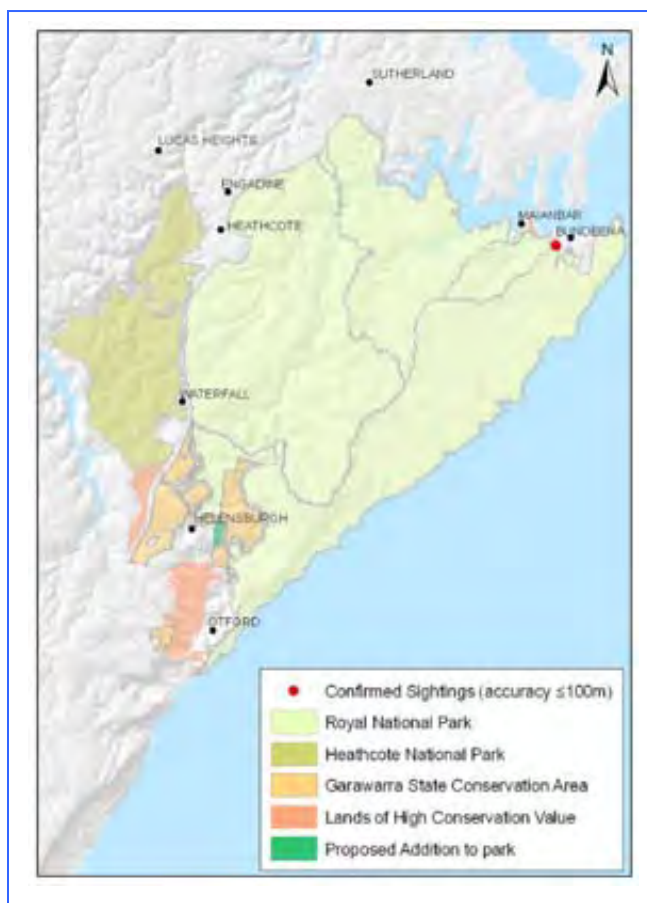 N
SUTHERLAND
LUCAS HEIGHTS
ENGADINE
MAIANBAR
BUNDEENA
HEATHCOTE
WATERFALL
HELENSBURGH
OTFORD
Confirmed Sightings (accuracy ≤100m)
Royal National Park
Heathcote National Park
Garawarra State Conservation Area
Lands of High Conservation Value
Proposed Addition to park